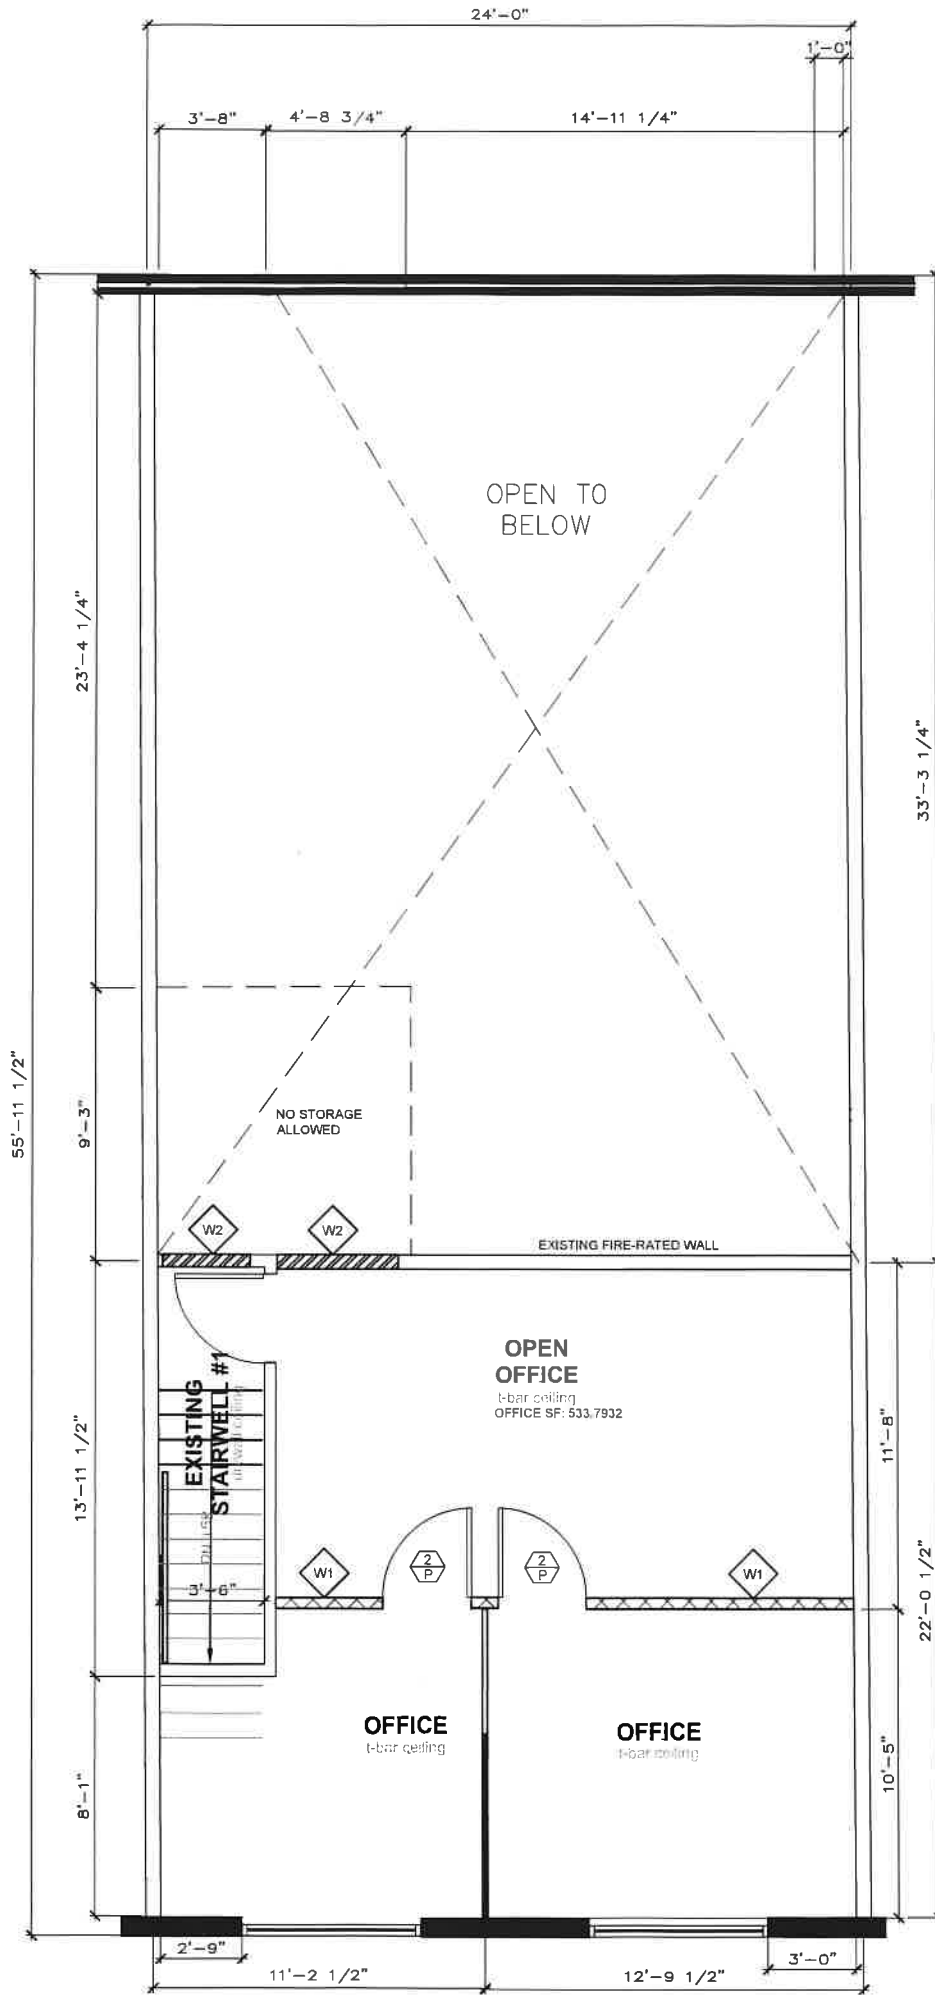 24'-0"
1'-0"
3'-8"
4'-8 3/4"
14'-11 1/4"
OPEN TO
BELOW
23'-4 1/4"
33'-3 1/4"
55'-11 1/2"
9'-3"
NO STORAGE
ALLOWED
W2
W2
EXISTING FIRE-RATED WALL
OPEN
OFFICE
t-bar ceiling
OFFICE SF: 533.7932
EXISTING
STAIRWELL #1
13'-11 1/2"
11'-8"
3'-6"
W1
2
P
2
P
W1
22'-0 1/2"
OFFICE
t-bar ceiling
OFFICE
t-bar ceiling
8'-1"
10'-5"
2'-9"
3'-0"
11'-2 1/2"
12'-9 1/2"